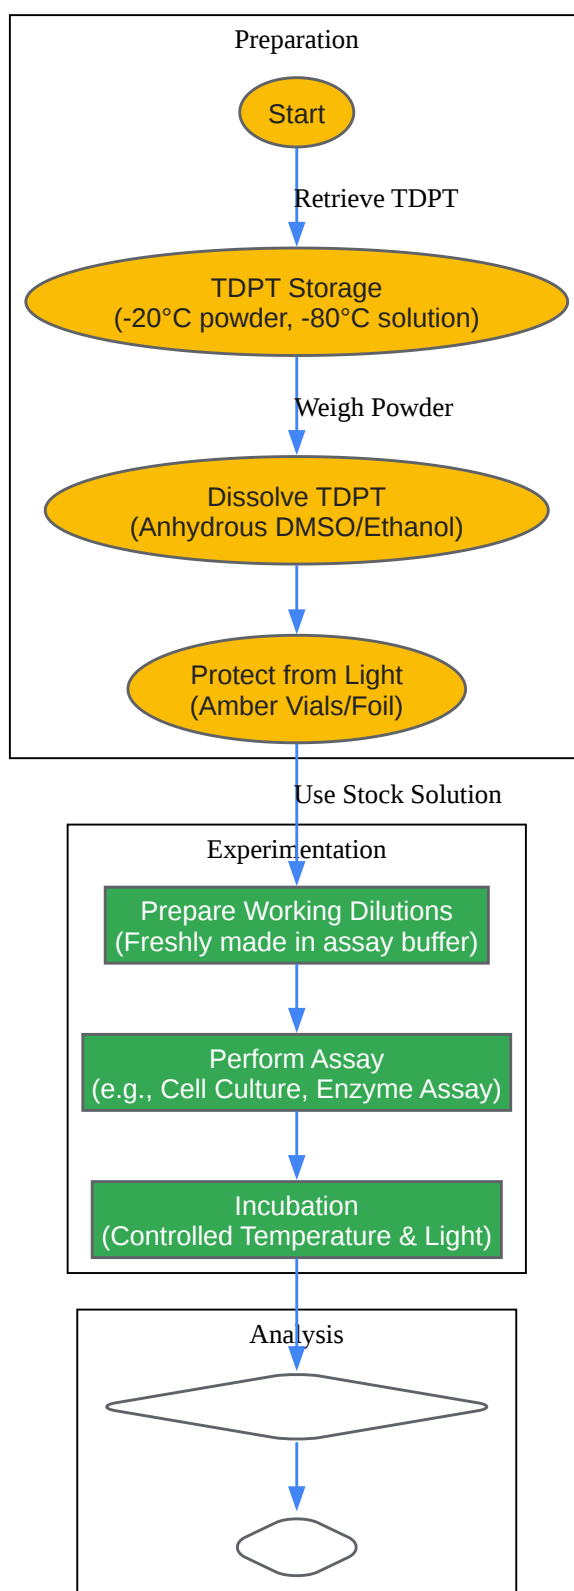 Preparation
Start
Retrieve TDPT
TDPT Storage
(-20°C powder, -80°C solution)
Weigh Powder
Dissolve TDPT
(Anhydrous DMSO/Ethanol)
Protect from Light
(Amber Vials/Foil)
Use Stock Solution
Experimentation
Prepare Working Dilutions
(Freshly made in assay buffer)
Perform Assay
(e.g., Cell Culture, Enzyme Assay)
Incubation
(Controlled Temperature & Light)
Analysis